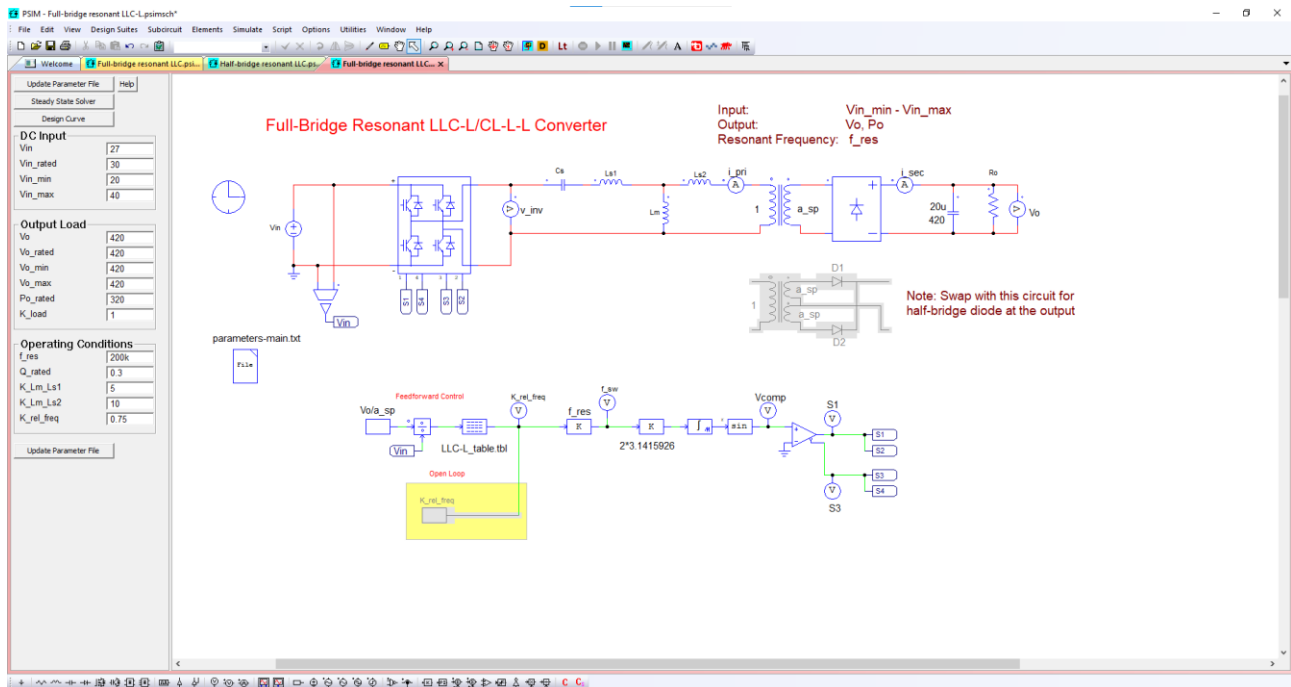 PSIM - Full-bridge resonant LLC-L.psimsch*
File Edit View Design Suites Subcircuit Elements Simulate Script Options Utilities Window Help
Lt
A
Welcome
Full-bridge resonant LLC.psi...
Half-bridge resonant LLC.ps...
Full-bridge resonant LLC... ×
Update Parameter File
Help
Steady State Solver
Design Curve
DC Input
Vin 27
Vin_rated 30
Vin_min 20
Vin_max 40
Output Load
Vo 420
Vo_rated 420
Vo_min 420
Vo_max 420
Po_rated 320
K_load 1
Operating Conditions
f_res 200k
Q_rated 0.3
K_Lm_Ls1 5
K_Lm_Ls2 10
K_rel_freq 0.75
Update Parameter File
Full-Bridge Resonant LLC-L/CL-L-L Converter
Input: Vin_min - Vin_max
Output: Vo, Po
Resonant Frequency: f_res
Cs
Ls1
Ls2
i_pri
A
i_sec
A
Ro
Vin
V
v_inv
Lm
1
a_sp
20u
420
V
Vo
1 4 3 2
S1
S4
S3
S2
Vin
D1
a_sp
1
a_sp
D2
Note: Swap with this circuit for
half-bridge diode at the output
parameters-main.txt
File
Feedforward Control
Vo/a_sp
Vin
LLC-L_table.tbl
K_rel_freq
V
f_res
K
f_sw
V
K
2*3.1415926
sin
Vcomp
V
S1
V
S1
S2
S3
S4
V
S3
Open Loop
K_rel_freq
C